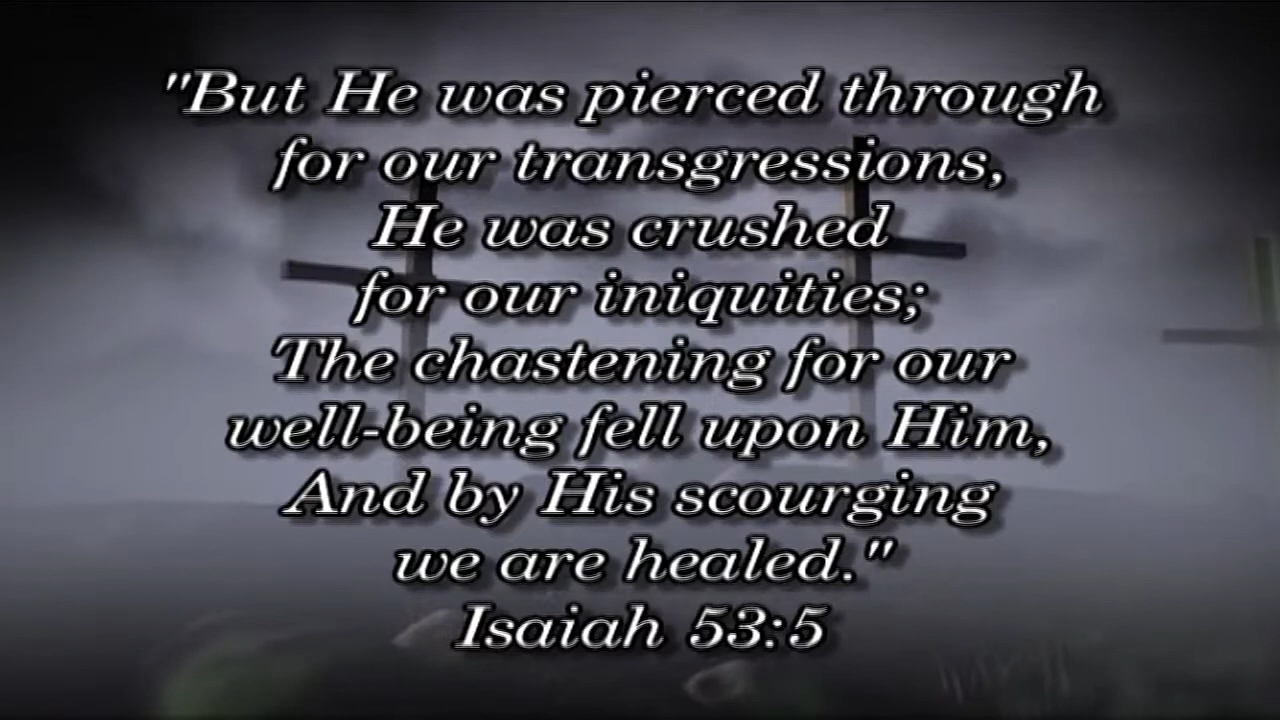 "But He was pierced through
for our transgressions,
He was crushed
for our iniquities;
The chastening for our
well-being fell upon Him,
And by His scourging
we are healed."
Isaiah 53:5